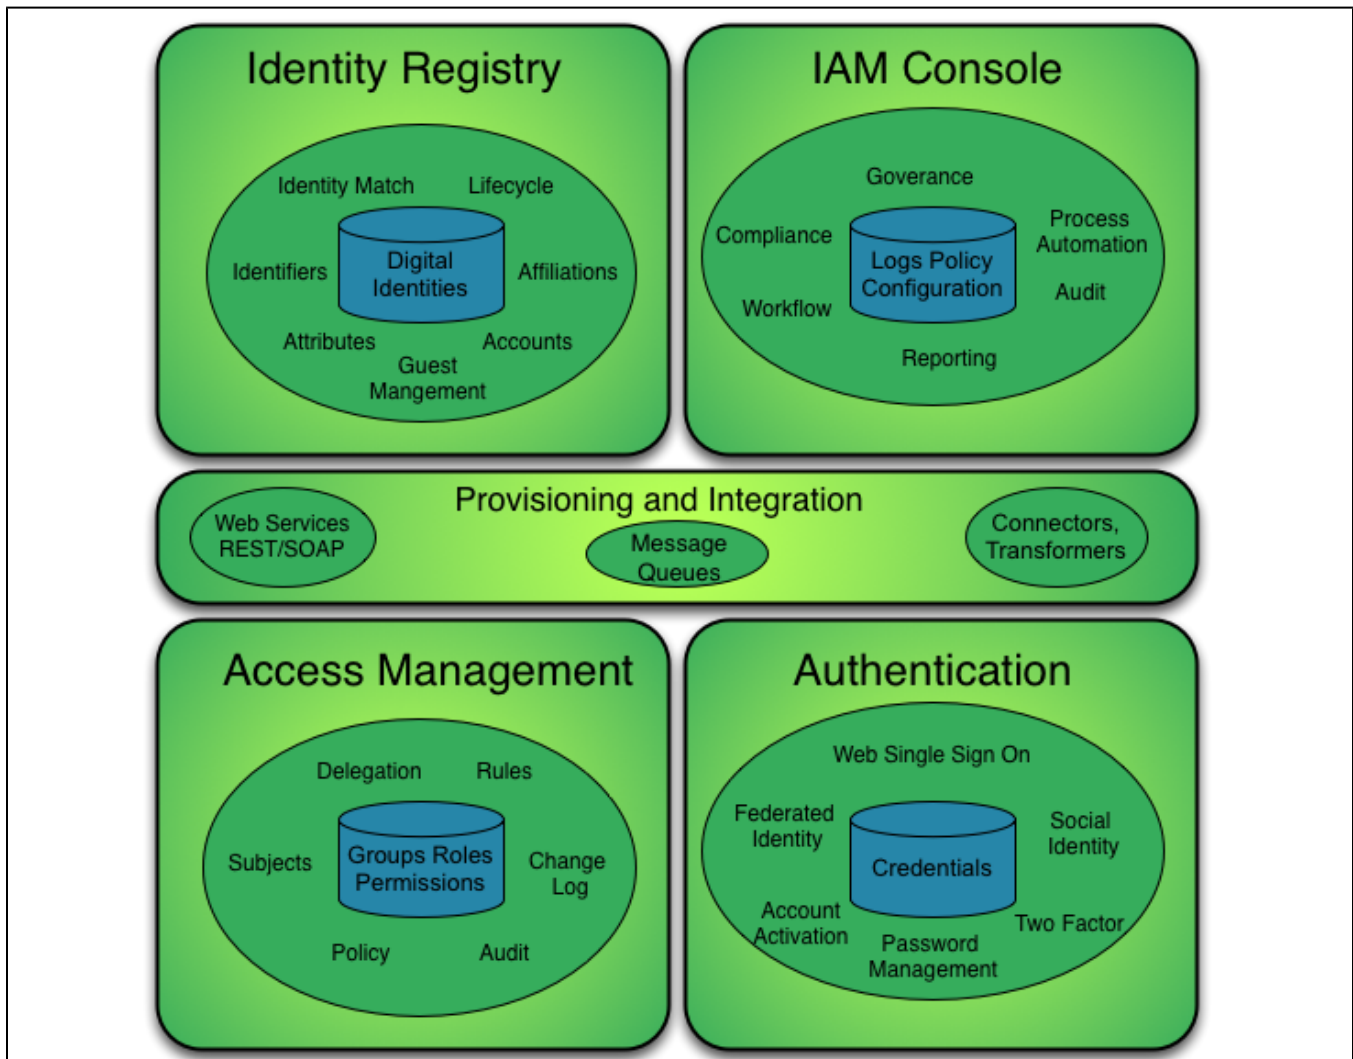 Identity Registry
Identity Match
Lifecycle
Identifiers
Digital
Identities
Affiliations
Attributes
Accounts
Guest
Mangement
IAM Console
Goverance
Compliance
Process
Automation
Logs Policy
Configuration
Workflow
Audit
Reporting
Provisioning and Integration
Web Services
REST/SOAP
Message
Queues
Connectors,
Transformers
Access Management
Delegation
Rules
Subjects
Groups Roles
Permissions
Change
Log
Policy
Audit
Authentication
Web Single Sign On
Federated
Identity
Social
Identity
Credentials
Account
Activation
Two Factor
Password
Management